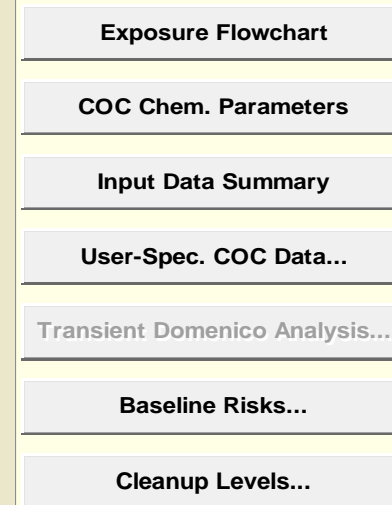 Exposure Flowchart
COC Chem. Parameters
Input Data Summary
User-Spec. COC Data...
Transient Domenico Analysis...
Baseline Risks...
Cleanup Levels...